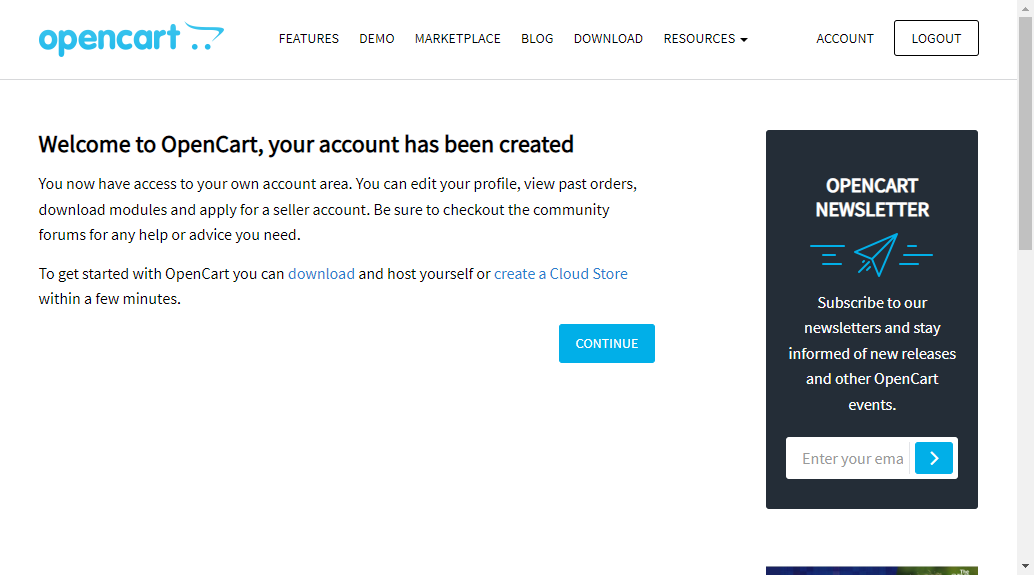 opencart
FEATURES DEMO MARKETPLACE BLOG DOWNLOAD RESOURCES ACCOUNT LOGOUT
Welcome to OpenCart, your account has been created
You now have access to your own account area. You can edit your profile, view past orders,
download modules and apply for a seller account. Be sure to checkout the community
forums for any help or advice you need.
To get started with OpenCart you can download and host yourself or create a Cloud Store
within a few minutes.
CONTINUE
OPENCART
NEWSLETTER
Subscribe to our
newsletters and stay
informed of new releases
and other OpenCart
events.
Enter your ema
The